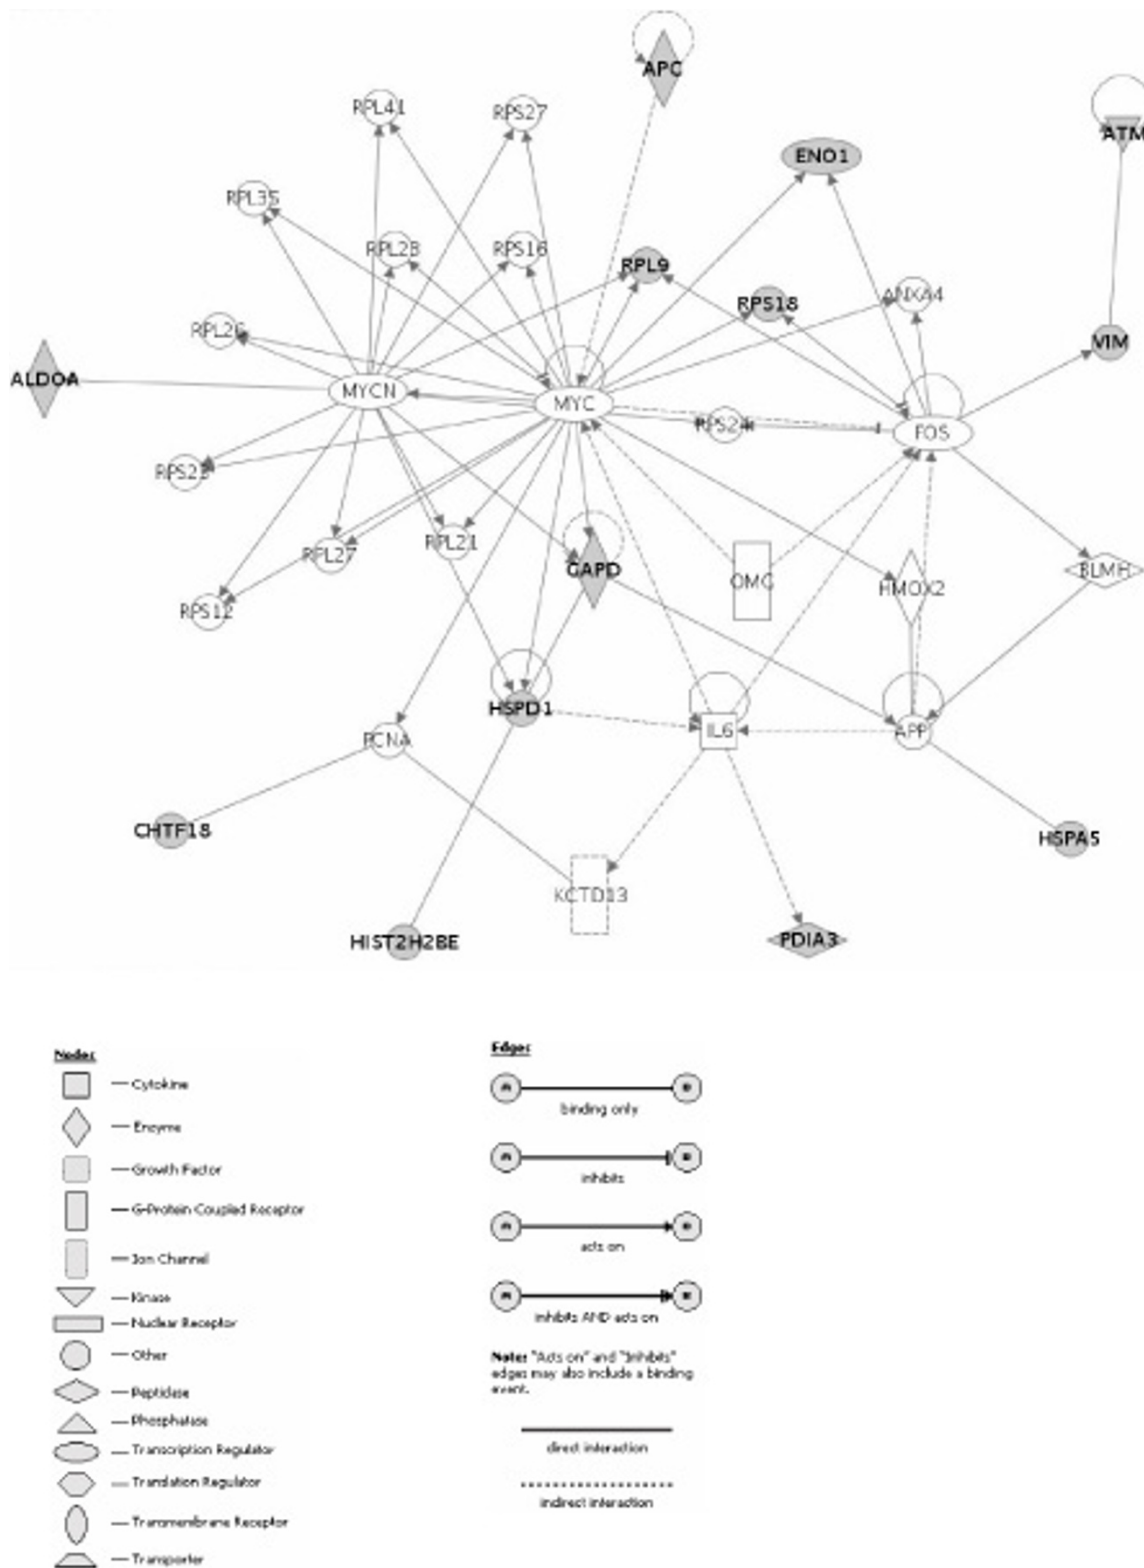 APC
ATM
RPL41
RPS27
ENO1
RPL35
RPL23
RPS16
RPL9
RPS18
ANXA4
RPL26
VIM
ALDOA
MYCN
MYC
RPS24
FOS
RPS23
RPL27
RPL21
GAPD
OMG
HMOX2
BLMH
RPS12
HSPD1
IL6
APP
PCNA
CHTF18
HSPA5
KCTD13
HIST2H2BE
PDIA3
Nodes
Cytokine
Enzyme
Growth Factor
G-Protein Coupled Receptor
Ion Channel
Kinase
Nuclear Receptor
Other
Peptidase
Phosphatase
Transcription Regulator
Translation Regulator
Transmembrane Receptor
Transporter
Edges
A B
binding only
A B
inhibits
A B
acts on
A B
inhibits AND acts on
Note: "Acts on" and "Inhibits"
edges may also include a binding
event.
direct interaction
indirect interaction